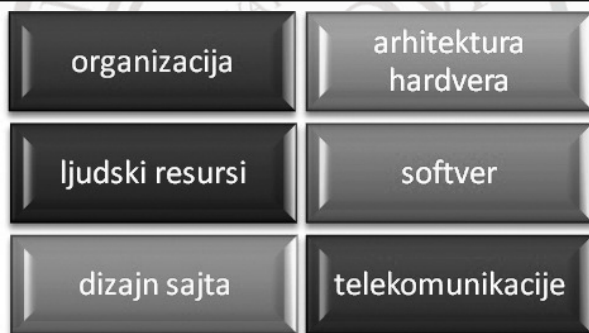 organizacija
arhitektura
hardvera
ljudski resursi
softver
dizajn sajta
telekomunikacije